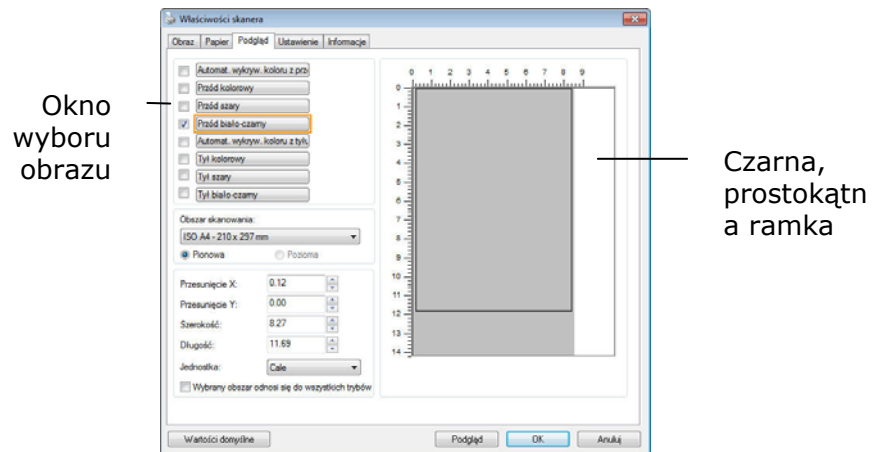 Właściwości skanera
Obraz Papier Podgląd Ustawienie Informacje
Automat. wykryw. koloru z prz
Przód kolorowy
Przód szary
Przód biało-czarny
Automat. wykryw. koloru z tyłu
Tył kolorowy
Tył szary
Tył biało-czarny
Okno
wyboru
obrazu
Obszar skanowania:
ISO A4 - 210 x 297 mm
Pionowa Pozioma
Przesunięcie X: 0.12
Przesunięcie Y: 0.00
Szerokość: 8.27
Długość: 11.69
Jednostka: Cale
Wybrany obszar odnosi się do wszystkich trybów
0 1 2 3 4 5 6 7 8 9
0
1
2
3
4
5
6
7
8
9
10
11
12
13
14
Czarna,
prostokątn
a ramka
Wartości domyślne Podgląd OK Anuluj